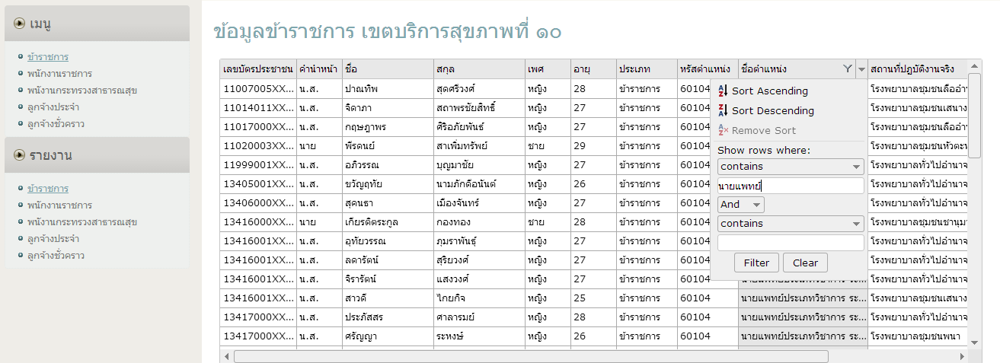 เมนู
ข้าราชการ
พนักงานราชการ
พนังานกระทรวงสาธารณสุข
ลูกจ้างประจำ
ลูกจ้างชั่วคราว
รายงาน
ข้าราชการ
พนักงานราชการ
พนังานกระทรวงสาธารณสุข
ลูกจ้างประจำ
ลูกจ้างชั่วคราว
ข้อมูลข้าราชการ เขตบริการสุขภาพที่ ๑๐
เลขบัตรประชาชน คำนำหน้า ชื่อ สกุล เพศ อายุ ประเภท หรัสตำแหน่ง ชื่อตำแหน่ง สถานที่ปฏบัติงานจริง
11007005XX... น.ส. ปาณทิพ สุดศรีวงศ์ หญิง 28 ข้าราชการ 60104 โรงพยาบาลชุมชนลืออำ
11014011XX... น.ส. จิดาภา สถาพรชัยสิทธิ์ หญิง 27 ข้าราชการ 60104 โรงพยาบาลชุมชนเสนาง
11017000XX... น.ส. กฤษฎาพร ศิริอภัยพันธ์ หญิง 27 ข้าราชการ 60104 โรงพยาบาลชุมชนลืออำ
11020003XX... นาย พีรดนย์ สาเพิ่มทรัพย์ ชาย 29 ข้าราชการ 60104 โรงพยาบาลชุมชนหัวตะ
11999001XX... น.ส. อภิวรรณ บุญมาชัย หญิง 27 ข้าราชการ 60104 โรงพยาบาลทั่วไปอำนาจ
13405001XX... น.ส. ขวัญฤทัย นามภักดีอนันต์ หญิง 26 ข้าราชการ 60104 โรงพยาบาลทั่วไปอำนาจ
13406000XX... น.ส. สุคนธา เมืองจันทร์ หญิง 27 ข้าราชการ 60104 โรงพยาบาลทั่วไปอำนาจ
13416000XX... นาย เกียรติตระกูล กองทอง ชาย 28 ข้าราชการ 60104 โรงพยาบาลชุมชนชานุม
13416001XX... น.ส. อุทัยวรรณ ภุมราพันธุ์ หญิง 27 ข้าราชการ 60104 โรงพยาบาลทั่วไปอำนาจ
13416001XX... น.ส. ลดารัตน์ สุริยวงศ์ หญิง 27 ข้าราชการ 60104 โรงพยาบาลทั่วไปอำนาจ
13416001XX... น.ส. จิรารัตน์ แสงวงศ์ หญิง 27 ข้าราชการ 60104 นายแพทย์ประเภทวิชาการ ระ... โรงพยาบาลทั่วไปอำนาจ
13416001XX... น.ส. สาวดี ไกยกิจ หญิง 25 ข้าราชการ 60104 นายแพทย์ประเภทวิชาการ ระ... โรงพยาบาลชุมชนเสนาง
13417000XX... น.ส. ประภัสสร ศาลารมย์ หญิง 28 ข้าราชการ 60104 นายแพทย์ประเภทวิชาการ ระ... โรงพยาบาลทั่วไปอำนาจ
13417000XX... น.ส. ศรัญญา ระหงษ์ หญิง 26 ข้าราชการ 60104 นายแพทย์ประเภทวิชาการ ระ... โรงพยาบาลชุมชนพนา
Sort Ascending
Sort Descending
Remove Sort
Show rows where:
contains
นายแพทย์
And
contains
Filter Clear